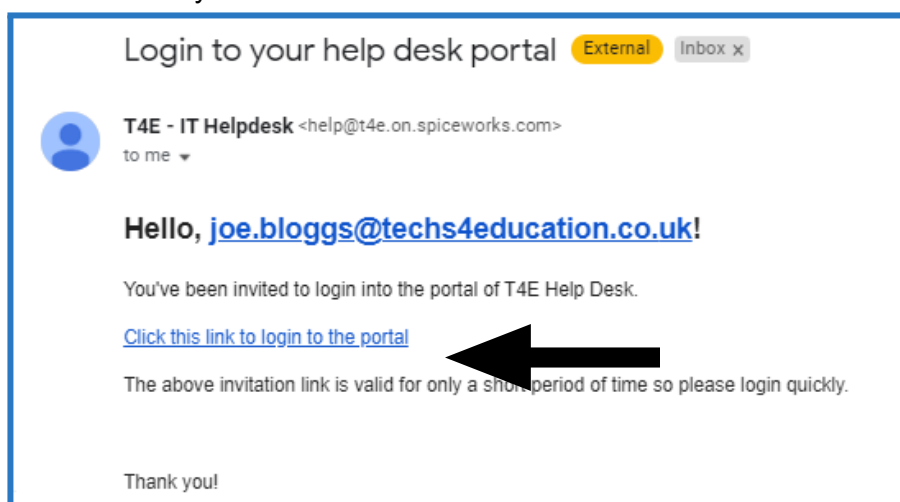 Login to your help desk portal External Inbox x
T4E - IT Helpdesk <help@t4e.on.spiceworks.com>
to me
Hello, joe.bloggs@techs4education.co.uk!
You've been invited to login into the portal of T4E Help Desk.
Click this link to login to the portal
The above invitation link is valid for only a short period of time so please login quickly.
Thank you!